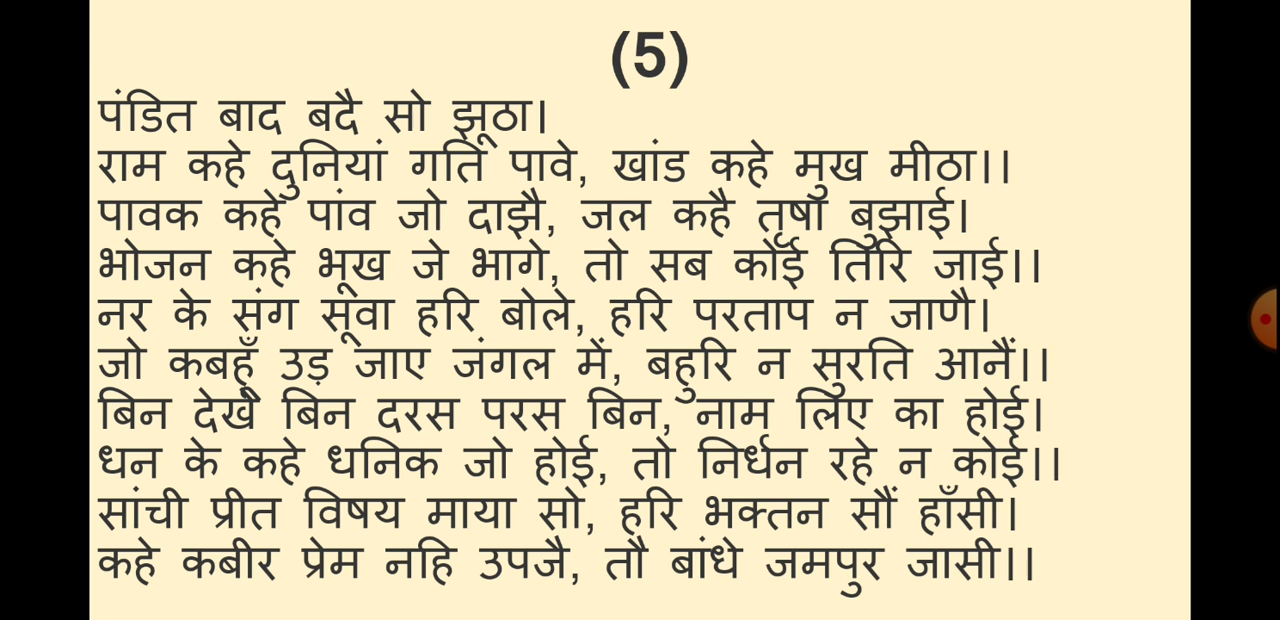 (5)
पंडित बाद बदै सो झूठा।
राम कहे दुनियां गति पावे, खांड कहे मुख मीठा।।
पावक कहे पांव जो दाझै, जल कहै तृषा बुझाई।
भोजन कहे भूख जे भागे, तो सब कोई तिरि जाई।।
नर के संग सूवा हरि बोले, हरि परताप न जाणै।
जो कबहूँ उड़ जाए जंगल में, बहुरि न सुरति आनैं।।
बिन देखे बिन दरस परस बिन, नाम लिए का होई।
धन के कहे धनिक जो होई, तो निर्धन रहे न कोई।।
सांची प्रीत विषय माया सो, हरि भक्तन सौं हाँसी।
कहे कबीर प्रेम नहि उपजै, तौ बांधे जमपुर जासी।।